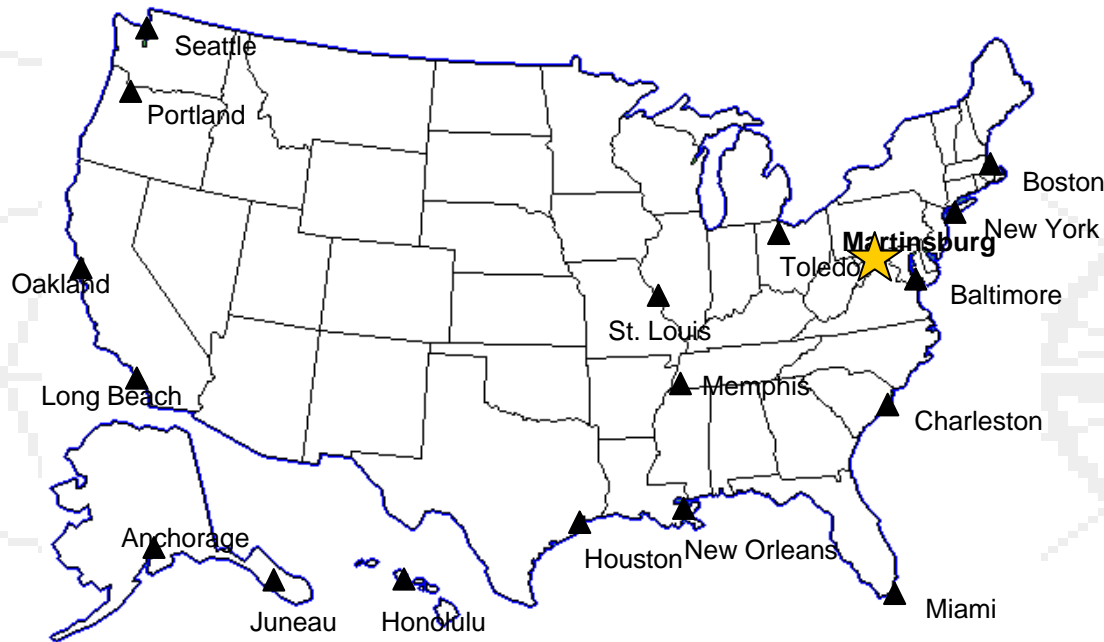 Seattle
Portland
Boston
New York
Martinsburg
Toledo
Oakland
Baltimore
St. Louis
Long Beach
Memphis
Charleston
Anchorage
New Orleans
Houston
Miami
Juneau
Honolulu